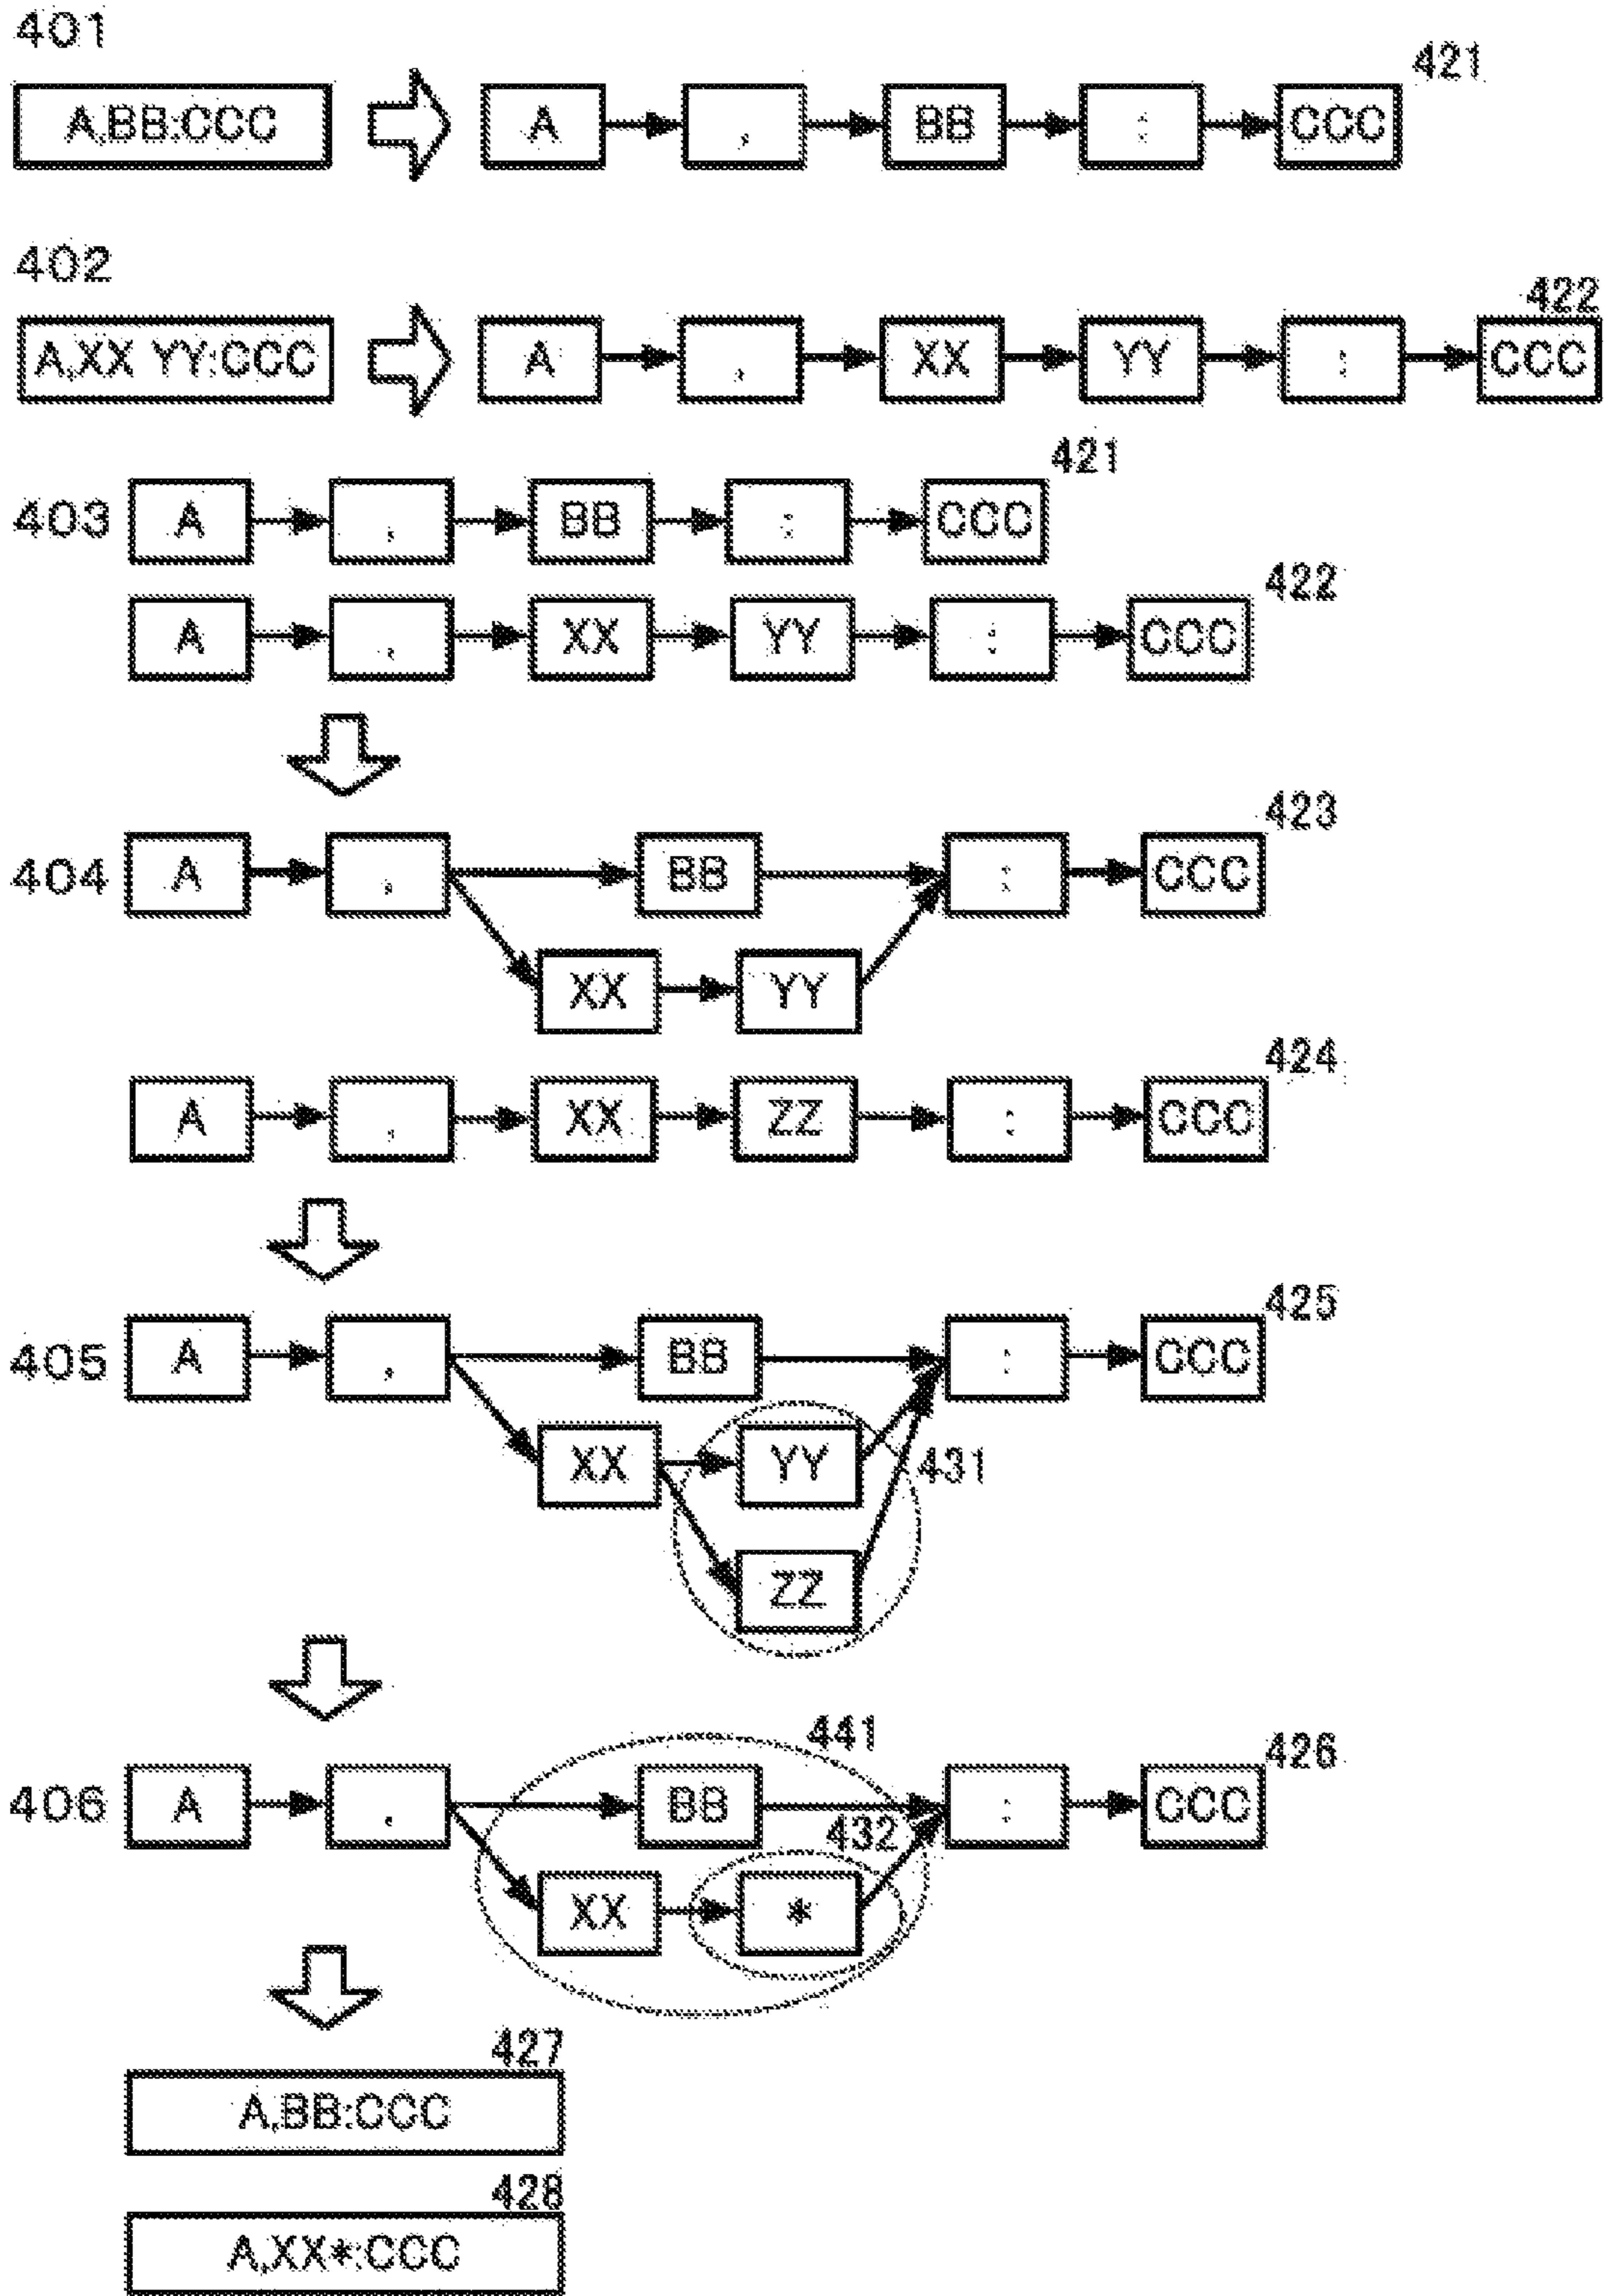 401
421
A,BB:CCC A , BB : CCC
402
422
A,XX YY:CCC A , XX YY : CCC
421
403 A , BB : CCC
422
A , XX YY : CCC
423
404 A , BB : CCC
XX YY
424
A , XX ZZ : CCC
425
405 A , BB : CCC
XX YY 431
ZZ
441
426
406 A , BB : CCC
432
XX *
427
A,BB:CCC
428
A,XX*:CCC